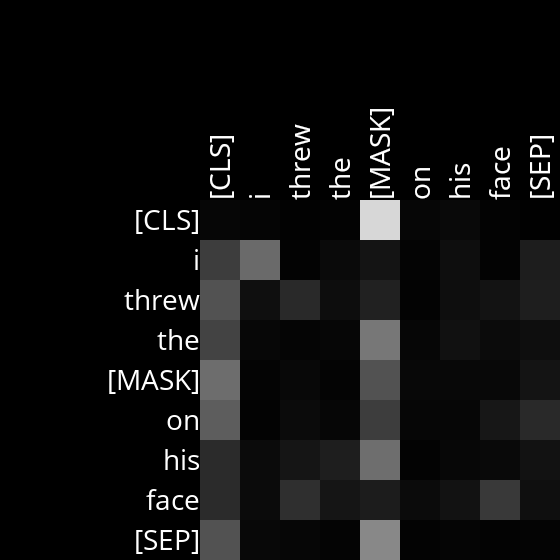 [CLS] i threw the [MASK] on his face [SEP]
[CLS]
i
threw
the
[MASK]
on
his
face
[SEP]